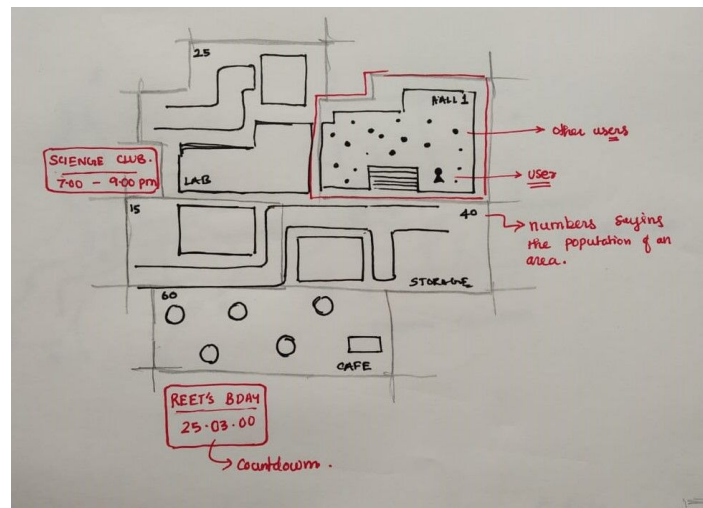 25
HALL 1
other users
SCIENCE CLUB.
7:00 - 9:00 pm
LAB
user
15
40
numbers saying
the population of an
area.
STORAGE
60
CAFE
REET'S BDAY
25.03.00
Countdown.